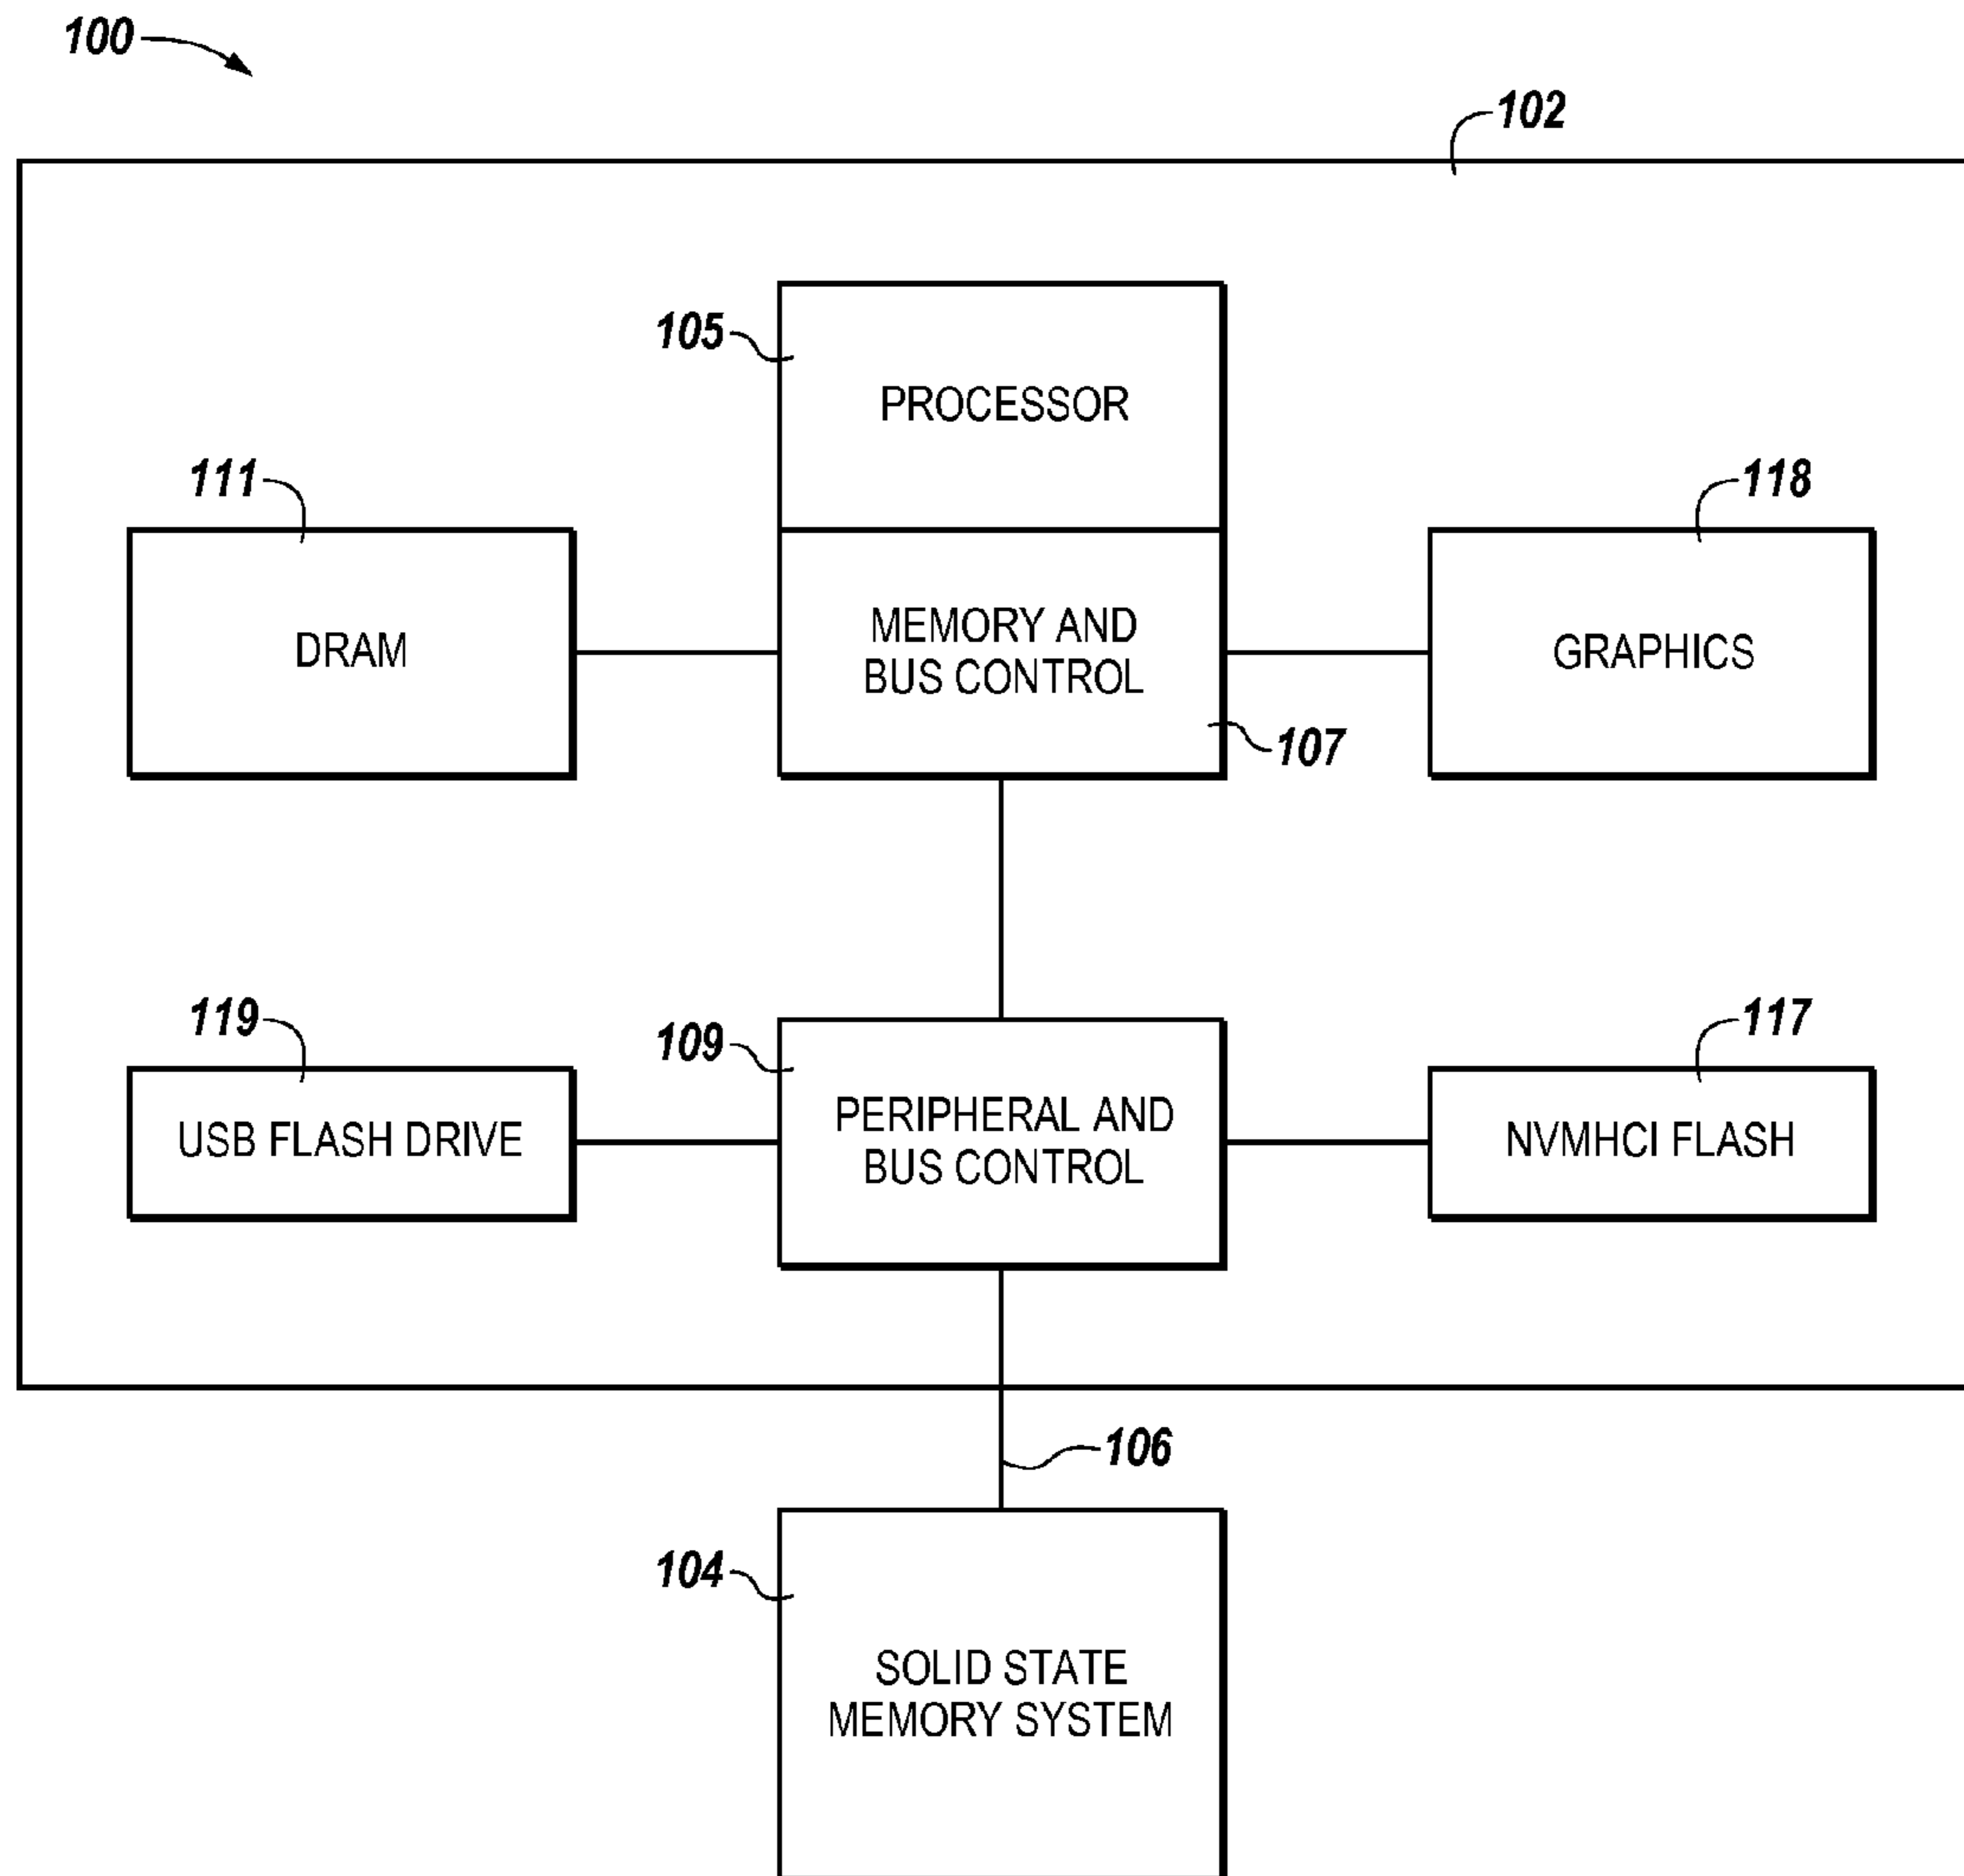 100
102
105
PROCESSOR
111
118
DRAM
MEMORY AND
BUS CONTROL
GRAPHICS
107
119
109
117
USB FLASH DRIVE
PERIPHERAL AND
BUS CONTROL
NVMHCI FLASH
106
104
SOLID STATE
MEMORY SYSTEM